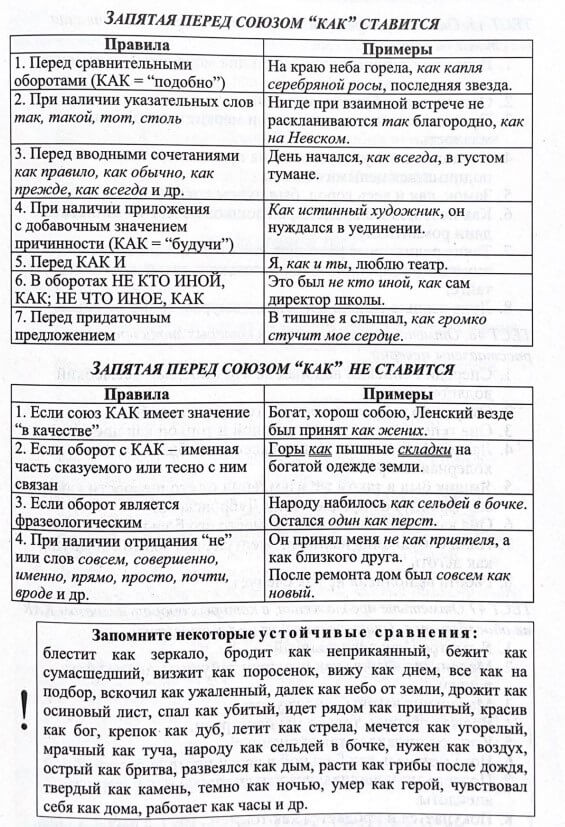 ЗАПЯТАЯ ПЕРЕД СОЮЗОМ “КАК” СТАВИТСЯ
Правила
Примеры
1. Перед сравнительными
оборотами (КАК = “подобно”)
На краю неба горела, как капля
серебряной росы, последняя звезда.
2. При наличии указательных слов
так, такой, тот, столь
Нигде при взаимной встрече не
раскланиваются так благородно, как
на Невском.
3. Перед вводными сочетаниями
как правило, как обычно, как
прежде, как всегда и др.
День начался, как всегда, в густом
тумане.
4. При наличии приложения
с добавочным значением
причинности (КАК = “будучи”)
Как истинный художник, он
нуждался в уединении.
5. Перед КАК И
Я, как и ты, люблю театр.
6. В оборотах НЕ КТО ИНОЙ,
КАК; НЕ ЧТО ИНОЕ, КАК
Это был не кто иной, как сам
директор школы.
7. Перед придаточным
предложением
В тишине я слышал, как громко
стучит мое сердце.
ЗАПЯТАЯ ПЕРЕД СОЮЗОМ “КАК” НЕ СТАВИТСЯ
Правила
Примеры
1. Если союз КАК имеет значение
“в качестве”
Богат, хорош собою, Ленский везде
был принят как жених.
2. Если оборот с КАК – именная
часть сказуемого или тесно с ним
связан
Горы как пышные складки на
богатой одежде земли.
3. Если оборот является
фразеологическим
Народу набилось как сельдей в бочке.
Остался один как перст.
4. При наличии отрицания “не”
или слов совсем, совершенно,
именно, прямо, просто, почти,
вроде и др.
Он принял меня не как приятеля, а
как близкого друга.
После ремонта дом был совсем как
новый.
!
Запомните некоторые устойчивые сравнения:
блестит как зеркало, бродит как неприкаянный, бежит как
сумасшедший, визжит как поросенок, вижу как днем, все как на
подбор, вскочил как ужаленный, далек как небо от земли, дрожит как
осиновый лист, спал как убитый, идет рядом как пришитый, красив
как бог, крепок как дуб, летит как стрела, мечется как угорелый,
мрачный как туча, народу как сельдей в бочке, нужен как воздух,
острый как бритва, развеялся как дым, расти как грибы после дождя,
твердый как камень, темно как ночью, умер как герой, чувствовал
себя как дома, работает как часы и др.